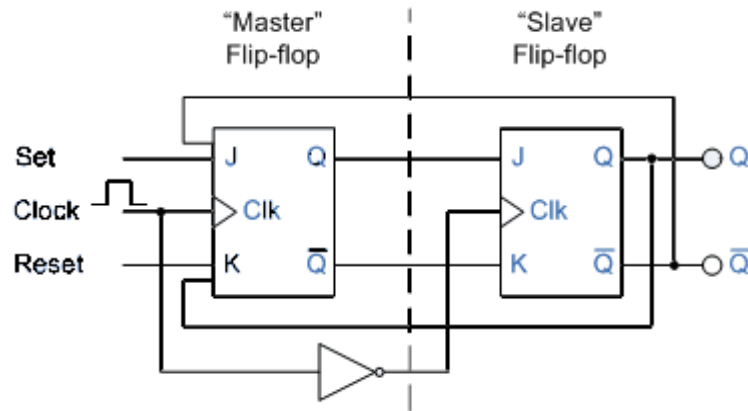 “Master” “Slave”
Flip-flop Flip-flop
Set J Q J Q Q
Clock Clk Clk
Reset K Q̅ K Q̅ Q̅